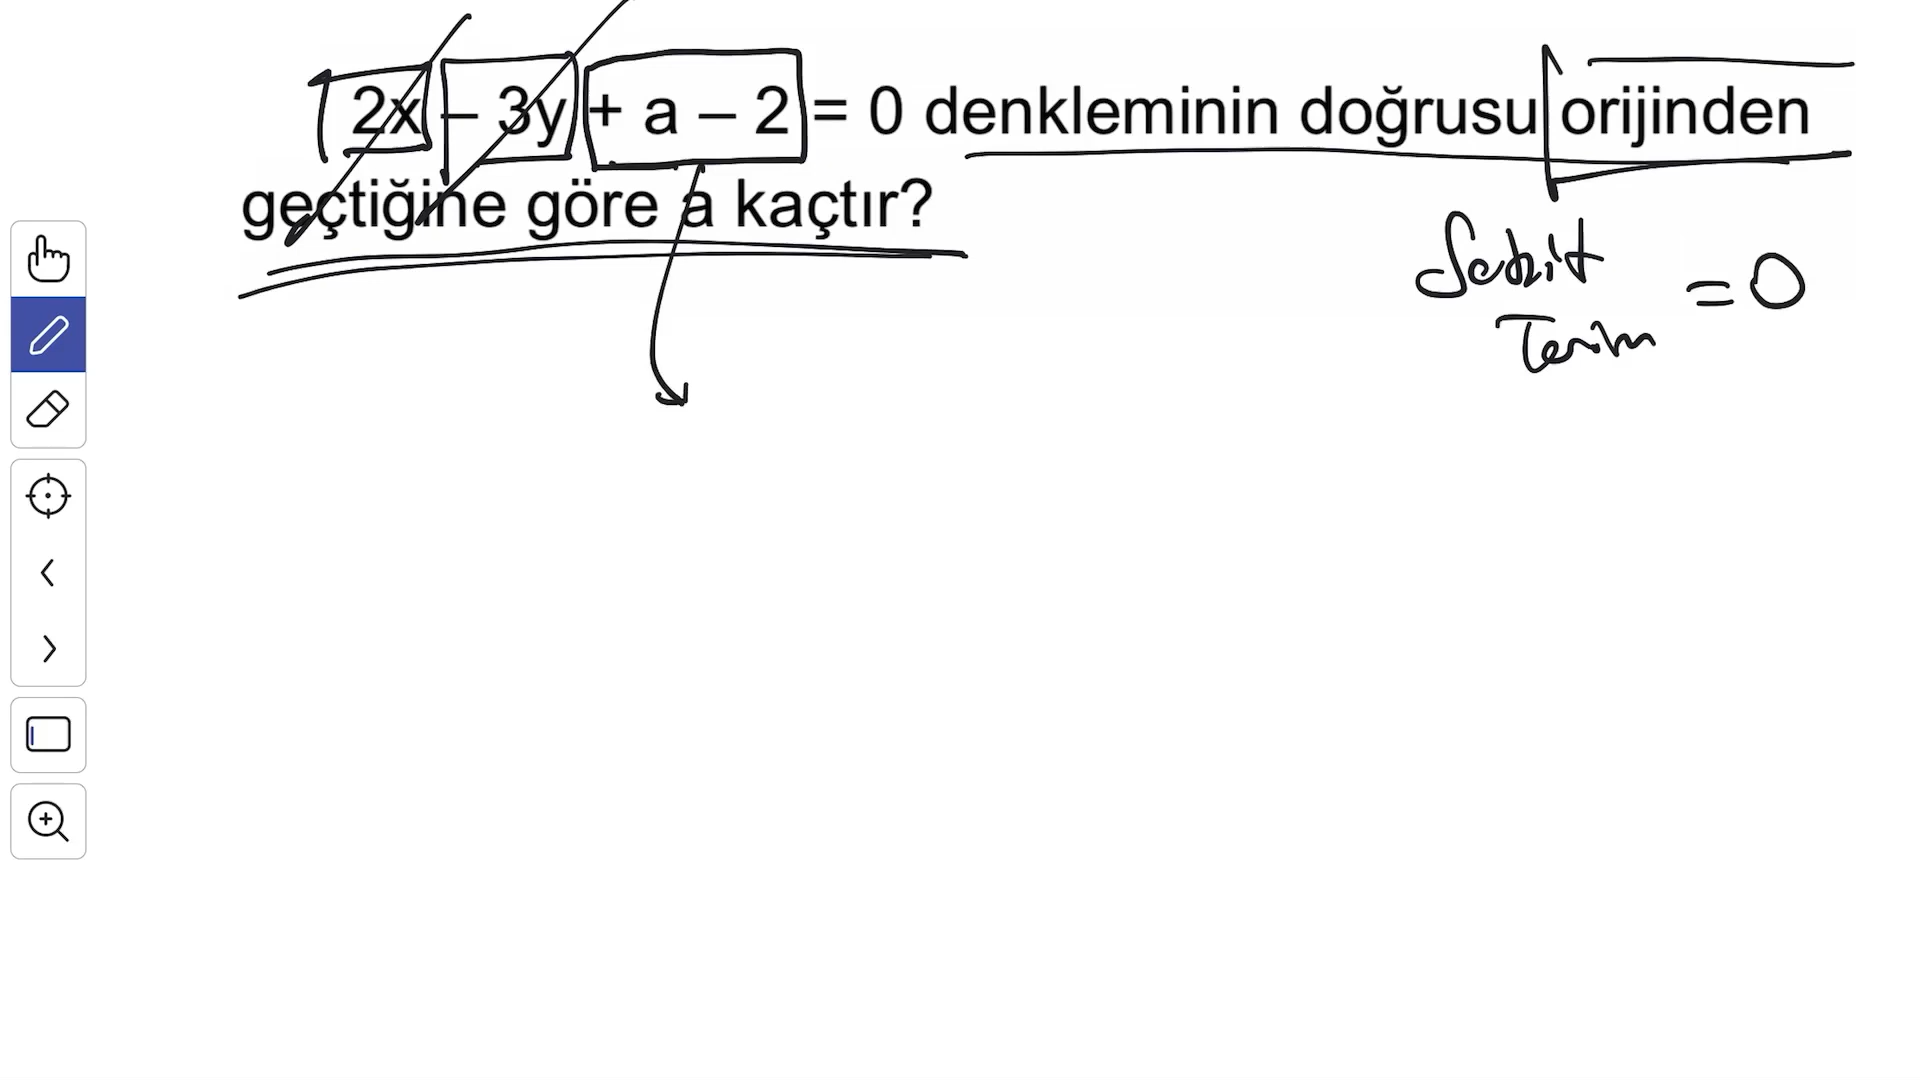 2x – 3y + a – 2 = 0 denkleminin doğrusu orijinden
geçtiğine göre a kaçtır?
Sabit
Terim = 0